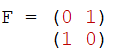 F = (0 1)
(1 0)